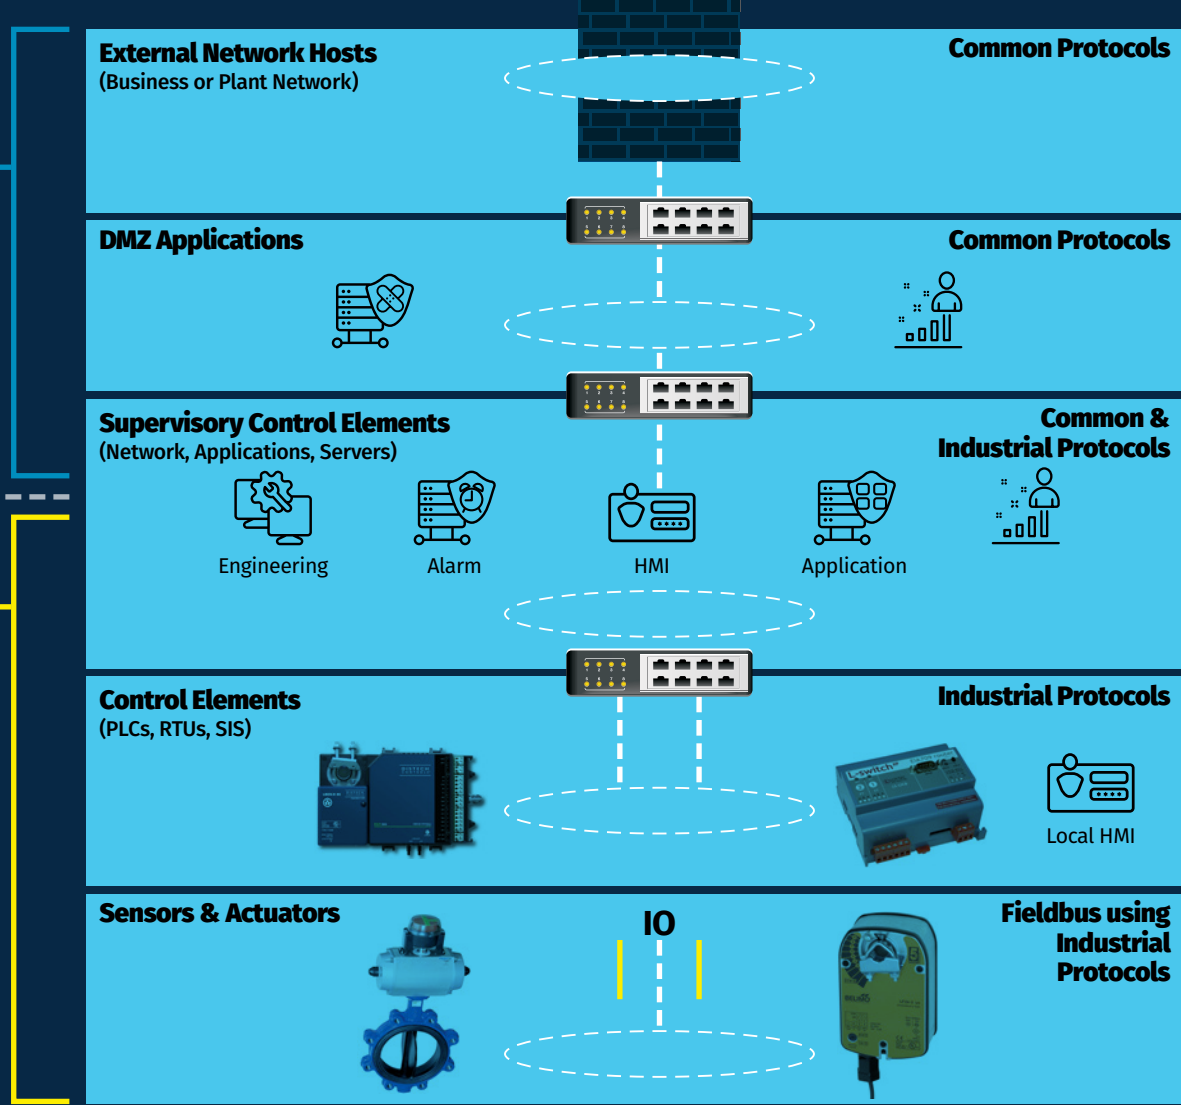 External Network Hosts
(Business or Plant Network)
Common Protocols
DMZ Applications
Common Protocols
Supervisory Control Elements
(Network, Applications, Servers)
Common &
Industrial Protocols
Engineering
Alarm
HMI
Application
Control Elements
(PLCs, RTUs, SIS)
Industrial Protocols
L-switch
Local HMI
Sensors & Actuators
IO
Fieldbus using
Industrial
Protocols
BELIMO